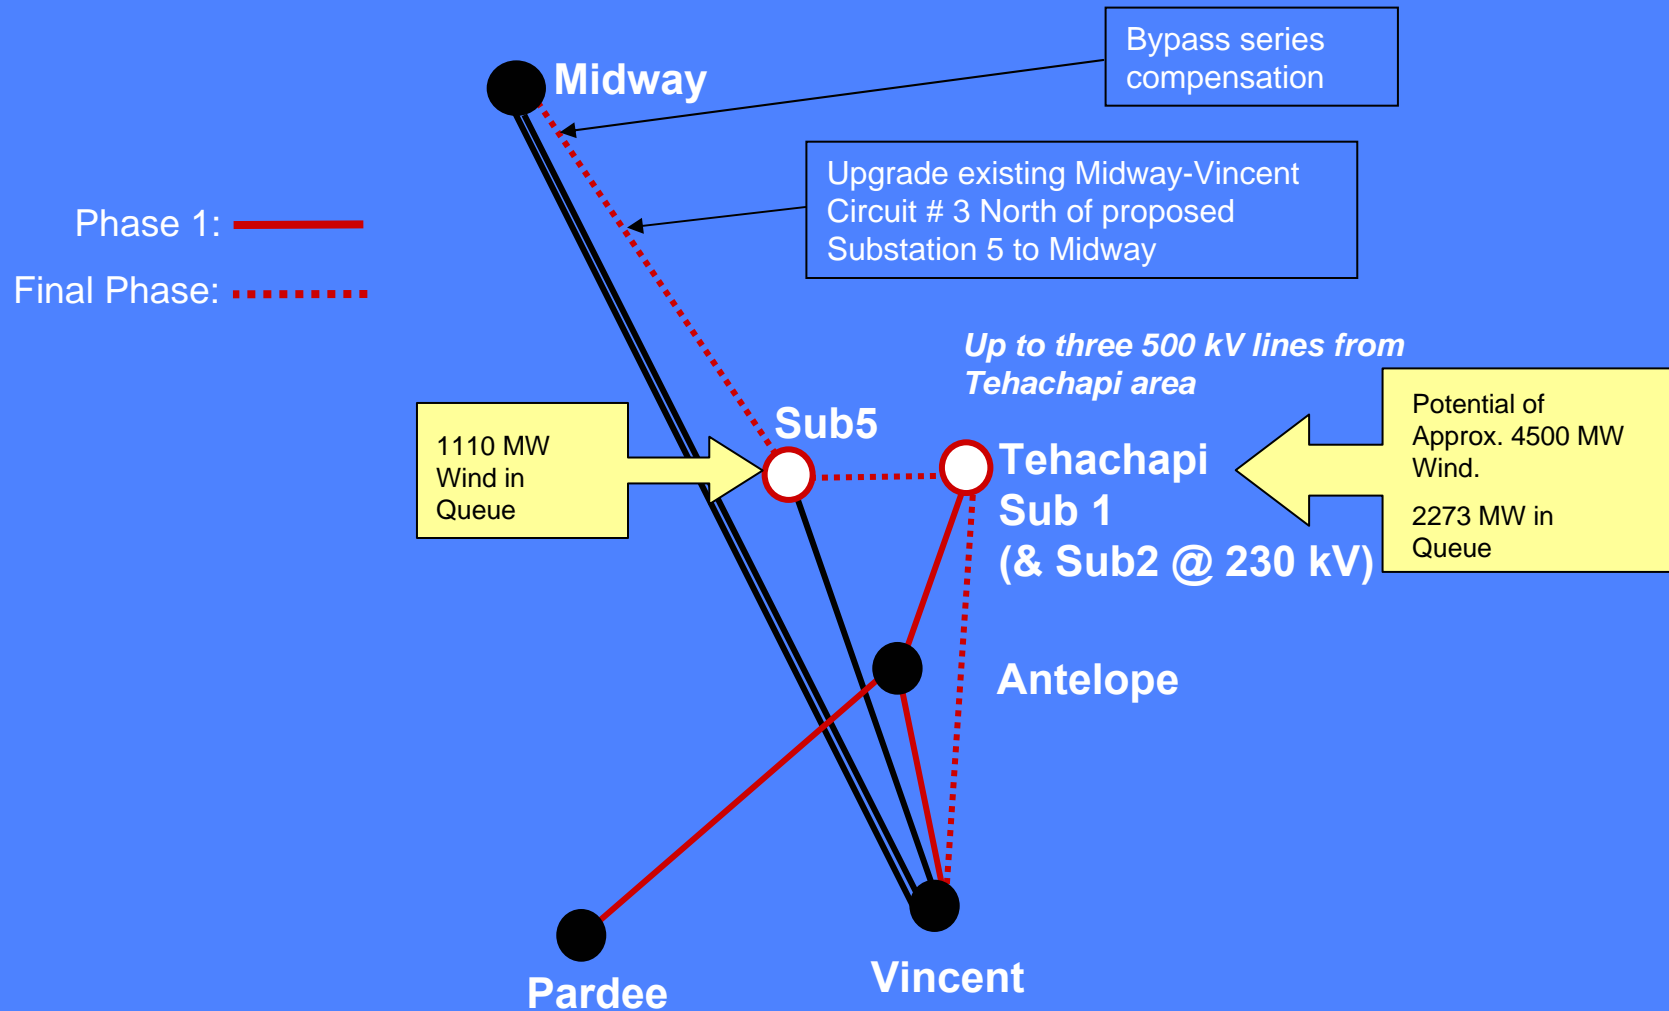 Midway
Bypass series
compensation
Upgrade existing Midway-Vincent
Circuit # 3 North of proposed
Substation 5 to Midway
Phase 1:
Final Phase:
Up to three 500 kV lines from
Tehachapi area
1110 MW
Wind in
Queue
Sub5
Tehachapi
Sub 1
(& Sub2 @ 230 kV)
Potential of
Approx. 4500 MW
Wind.
2273 MW in
Queue
Antelope
Vincent
Pardee